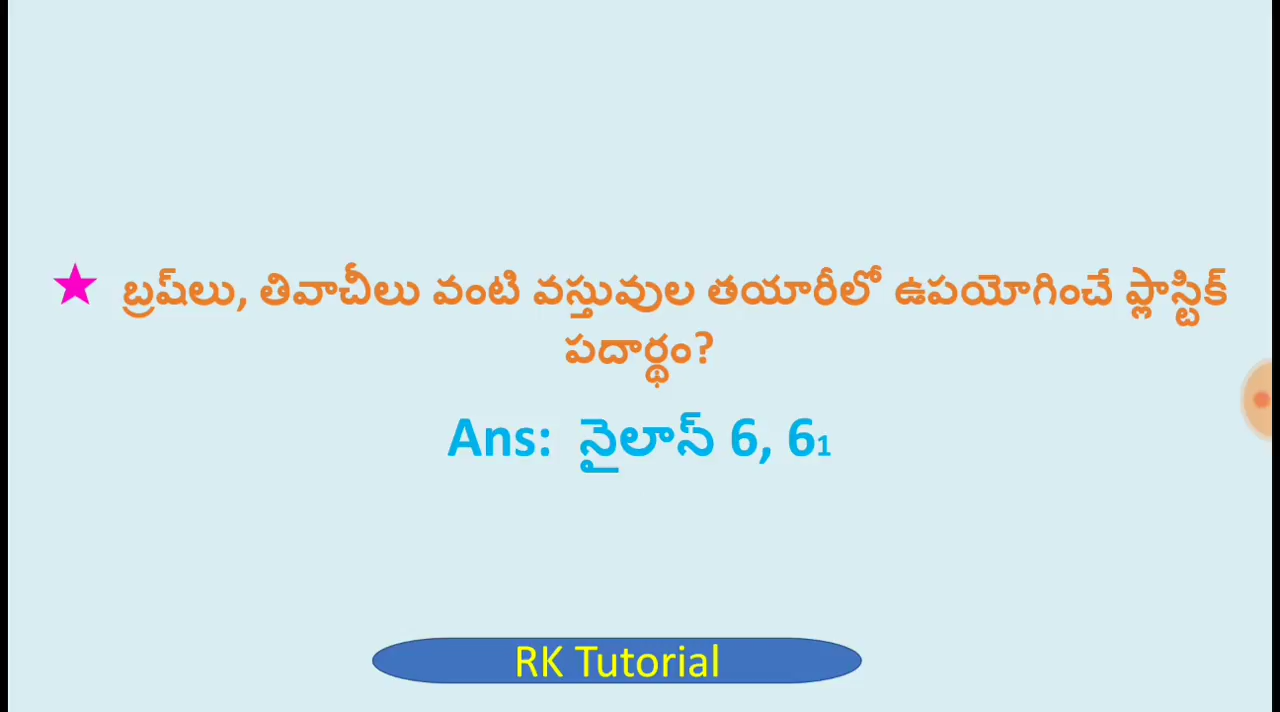 ★ బ్రష్‌లు, తివాచీలు వంటి వస్తువుల తయారీలో ఉపయోగించే ప్లాస్టిక్
పదార్థం?
Ans: నైలాన్ 6, 6₁
RK Tutorial